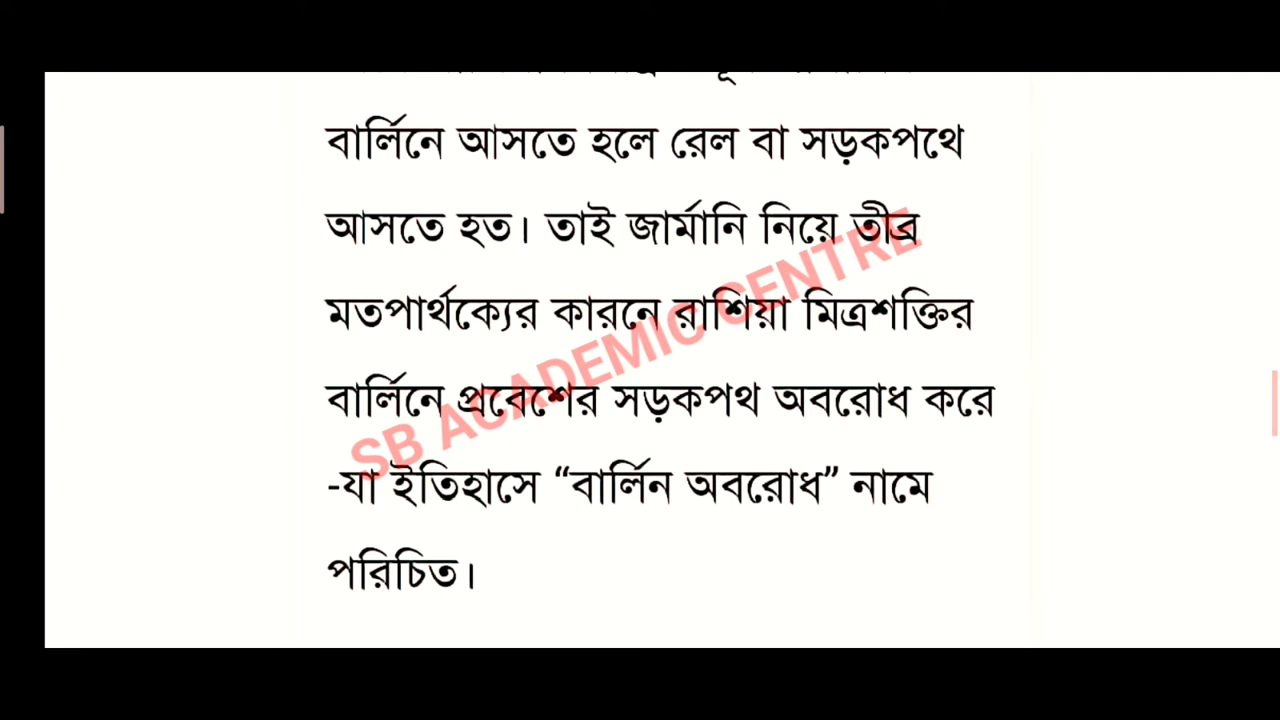 বার্লিনে আসতে হলে রেল বা সড়কপথে
আসতে হত। তাই জার্মানি নিয়ে তীব্র
মতপার্থক্যের কারনে রাশিয়া মিত্রশক্তির
বার্লিনে প্রবেশের সড়কপথ অবরোধ করে
-যা ইতিহাসে “বার্লিন অবরোধ” নামে
পরিচিত।
SB ACADEMIC CENTRE